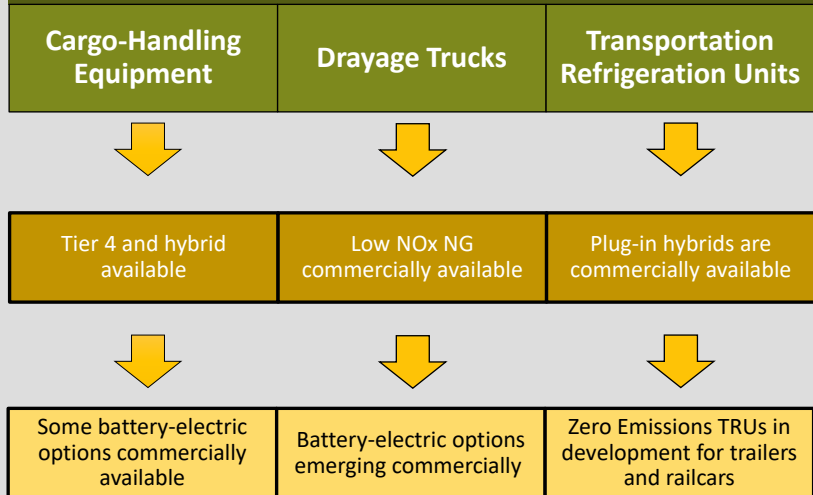 Cargo-Handling
Equipment
Drayage Trucks
Transportation
Refrigeration Units
Tier 4 and hybrid
available
Low NOx NG
commercially available
Plug-in hybrids are
commercially available
Some battery-electric
options commercially
available
Battery-electric options
emerging commercially
Zero Emissions TRUs in
development for trailers
and railcars